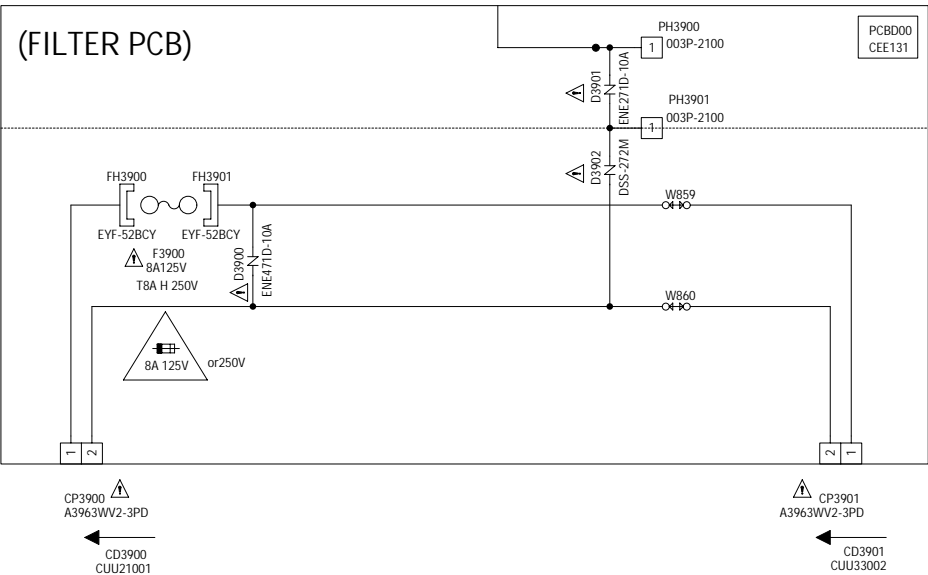 (FILTER PCB)
PCBD00
CEE131
PH3900
1
003P-2100
D3901
ENE271D-10A
PH3901
1
003P-2100
D3902
DSS-272M
FH3900
FH3901
EYF-52BCY
EYF-52BCY
F3900
8A125V
T8A H 250V
D3900
ENE471D-10A
W859
W860
8A 125V
or250V
1
2
2
1
CP3900
A3963WV2-3PD
CD3900
CUU21001
CP3901
A3963WV2-3PD
CD3901
CUU33002